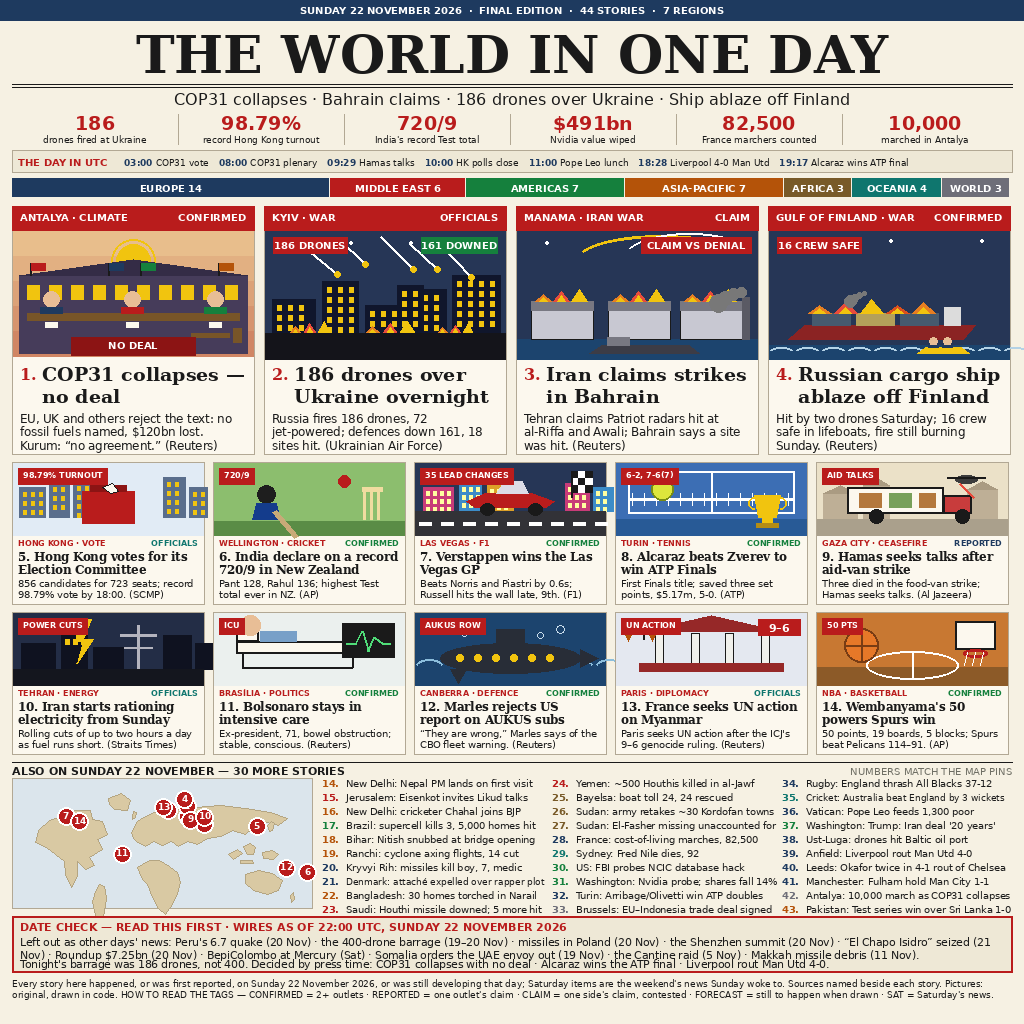 SUNDAY 22 NOVEMBER 2026 · FINAL EDITION · 44 STORIES · 7 REGIONS
THE WORLD IN ONE DAY
COP31 collapses · Bahrain claims · 186 drones over Ukraine · Ship ablaze off Finland
186
drones fired at Ukraine
98.79%
record Hong Kong turnout
720/9
India's record Test total
$491bn
Nvidia value wiped
82,500
France marchers counted
10,000
marched in Antalya
THE DAY IN UTC 03:00 COP31 vote 08:00 COP31 plenary 09:29 Hamas talks 10:00 HK polls close 11:00 Pope Leo lunch 18:28 Liverpool 4-0 Man Utd 19:17 Alcaraz wins ATP final
EUROPE 14 MIDDLE EAST 6 AMERICAS 7 ASIA-PACIFIC 7 AFRICA 3 OCEANIA 4 WORLD 3
ANTALYA · CLIMATE CONFIRMED
NO DEAL
1. COP31 collapses —
no deal
EU, UK and others reject the text: no
fossil fuels named, $120bn lost.
Kurum: “no agreement.” (Reuters)
KYIV · WAR OFFICIALS
186 DRONES 161 DOWNED
2. 186 drones over
Ukraine overnight
Russia fires 186 drones, 72
jet-powered; defences down 161, 18
sites hit. (Ukrainian Air Force)
MANAMA · IRAN WAR CLAIM
CLAIM VS DENIAL
3. Iran claims strikes
in Bahrain
Tehran claims Patriot radars hit at
al-Riffa and Awali; Bahrain says a site
was hit. (Reuters)
GULF OF FINLAND · WAR CONFIRMED
16 CREW SAFE
4. Russian cargo ship
ablaze off Finland
Hit by two drones Saturday; 16 crew
safe in lifeboats, fire still burning
Sunday. (Reuters)
98.79% TURNOUT
HONG KONG · VOTE OFFICIALS
5. Hong Kong votes for its
Election Committee
856 candidates for 723 seats; record
98.79% vote by 18:00. (SCMP)
720/9
WELLINGTON · CRICKET CONFIRMED
6. India declare on a record
720/9 in New Zealand
Pant 128, Rahul 136; highest Test
total ever in NZ. (AP)
35 LEAD CHANGES
LAS VEGAS · F1 CONFIRMED
7. Verstappen wins the Las
Vegas GP
Beats Norris and Piastri by 0.6s;
Russell hits the wall late, 9th. (F1)
6-2, 7-6(7)
TURIN · TENNIS CONFIRMED
8. Alcaraz beats Zverev to
win ATP Finals
First Finals title; saved three set
points, $5.17m, 5-0. (ATP)
AID TALKS
GAZA CITY · CEASEFIRE REPORTED
9. Hamas seeks talks after
aid-van strike
Three died in the food-van strike;
Hamas seeks talks. (Al Jazeera)
POWER CUTS
TEHRAN · ENERGY OFFICIALS
10. Iran starts rationing
electricity from Sunday
Rolling cuts of up to two hours a day
as fuel runs short. (Straits Times)
ICU
BRASÍLIA · POLITICS CONFIRMED
11. Bolsonaro stays in
intensive care
Ex-president, 71, bowel obstruction;
stable, conscious. (Reuters)
AUKUS ROW
CANBERRA · DEFENCE CONFIRMED
12. Marles rejects US
report on AUKUS subs
“They are wrong,” Marles says of the
CBO fleet warning. (Reuters)
UN ACTION 9–6
PARIS · DIPLOMACY OFFICIALS
13. France seeks UN action
on Myanmar
Paris seeks UN action after the ICJ's
9–6 genocide ruling. (Reuters)
50 PTS
NBA · BASKETBALL CONFIRMED
14. Wembanyama's 50
powers Spurs win
50 points, 19 boards, 5 blocks; Spurs
beat Pelicans 114–91. (AP)
ALSO ON SUNDAY 22 NOVEMBER — 30 MORE STORIES NUMBERS MATCH THE MAP PINS
7
14
13
4
9
10
5
11
12
6
14. New Delhi: Nepal PM lands on first visit
15. Jerusalem: Eisenkot invites Likud talks
16. New Delhi: cricketer Chahal joins BJP
17. Brazil: supercell kills 3, 5,000 homes hit
18. Bihar: Nitish snubbed at bridge opening
19. Ranchi: cyclone axing flights, 14 cut
20. Kryvyi Rih: missiles kill boy, 7, medic
21. Denmark: attaché expelled over rapper plot
22. Bangladesh: 30 homes torched in Narail
23. Saudi: Houthi missile downed; 5 more hit
24. Yemen: ~500 Houthis killed in al-Jawf
25. Bayelsa: boat toll 24, 24 rescued
26. Sudan: army retakes ~30 Kordofan towns
27. Sudan: El-Fasher missing unaccounted for
28. France: cost-of-living marches, 82,500
29. Sydney: Fred Nile dies, 92
30. US: FBI probes NCIC database hack
31. Washington: Nvidia probe; shares fall 14%
32. Turin: Arribage/Olivetti win ATP doubles
33. Brussels: EU–Indonesia trade deal signed
34. Rugby: England thrash All Blacks 37-12
35. Cricket: Australia beat England by 3 wickets
36. Vatican: Pope Leo feeds 1,300 poor
37. Washington: Trump: Iran deal '20 years'
38. Ust-Luga: drones hit Baltic oil port
39. Anfield: Liverpool rout Man Utd 4-0
40. Leeds: Okafor twice in 4-1 rout of Chelsea
41. Manchester: Fulham hold Man City 1-1
42. Antalya: 10,000 march as COP31 collapses
43. Pakistan: Test series win over Sri Lanka 1-0
DATE CHECK — READ THIS FIRST · WIRES AS OF 22:00 UTC, SUNDAY 22 NOVEMBER 2026
Left out as other days' news: Peru's 6.7 quake (20 Nov) · the 400-drone barrage (19–20 Nov) · missiles in Poland (20 Nov) · the Shenzhen summit (20 Nov) · “El Chapo Isidro” seized (21
Nov) · Roundup $7.25bn (20 Nov) · BepiColombo at Mercury (Sat) · Somalia orders the UAE envoy out (19 Nov) · the Cantine raid (5 Nov) · Makkah missile debris (11 Nov).
Tonight's barrage was 186 drones, not 400. Decided by press time: COP31 collapses with no deal · Alcaraz wins the ATP final · Liverpool rout Man Utd 4-0.
Every story here happened, or was first reported, on Sunday 22 November 2026, or was still developing that day; Saturday items are the weekend's news Sunday woke to. Sources named beside each story. Pictures:
original, drawn in code. HOW TO READ THE TAGS — CONFIRMED = 2+ outlets · REPORTED = one outlet's claim · CLAIM = one side's claim, contested · FORECAST = still to happen when drawn · SAT = Saturday's news.